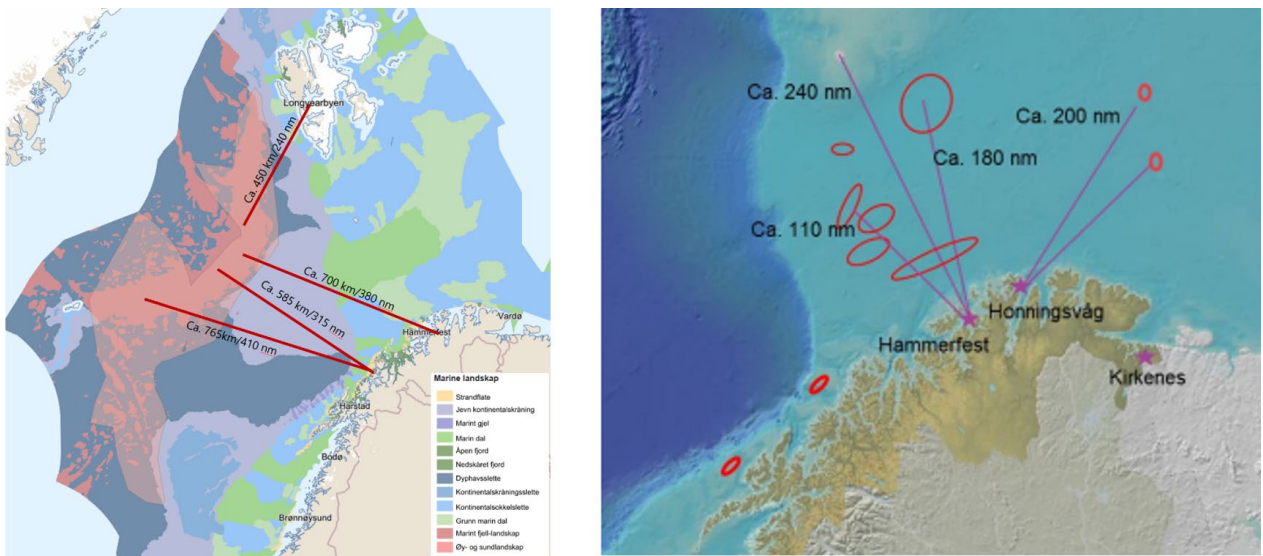 Longyearbyen
Ca. 450 km/240 nm
Ca. 700 km/380 nm
Ca. 585 km/315 nm
Ca. 765km/410 nm
Hammerfest
Vardø
Harstad
Bodø
Brønnøysund
Marine landskap
Strandflate
Jevn kontinentalskråning
Marint gjel
Marin dal
Åpen fjord
Nedskåret fjord
Dyphavsslette
Kontinentalskråningsslette
Kontinentalsokkelslette
Grunn marin dal
Marint fjell-landskap
Øy- og sundlandskap
Ca. 240 nm
Ca. 200 nm
Ca. 180 nm
Ca. 110 nm
Honningsvåg
Hammerfest
Kirkenes